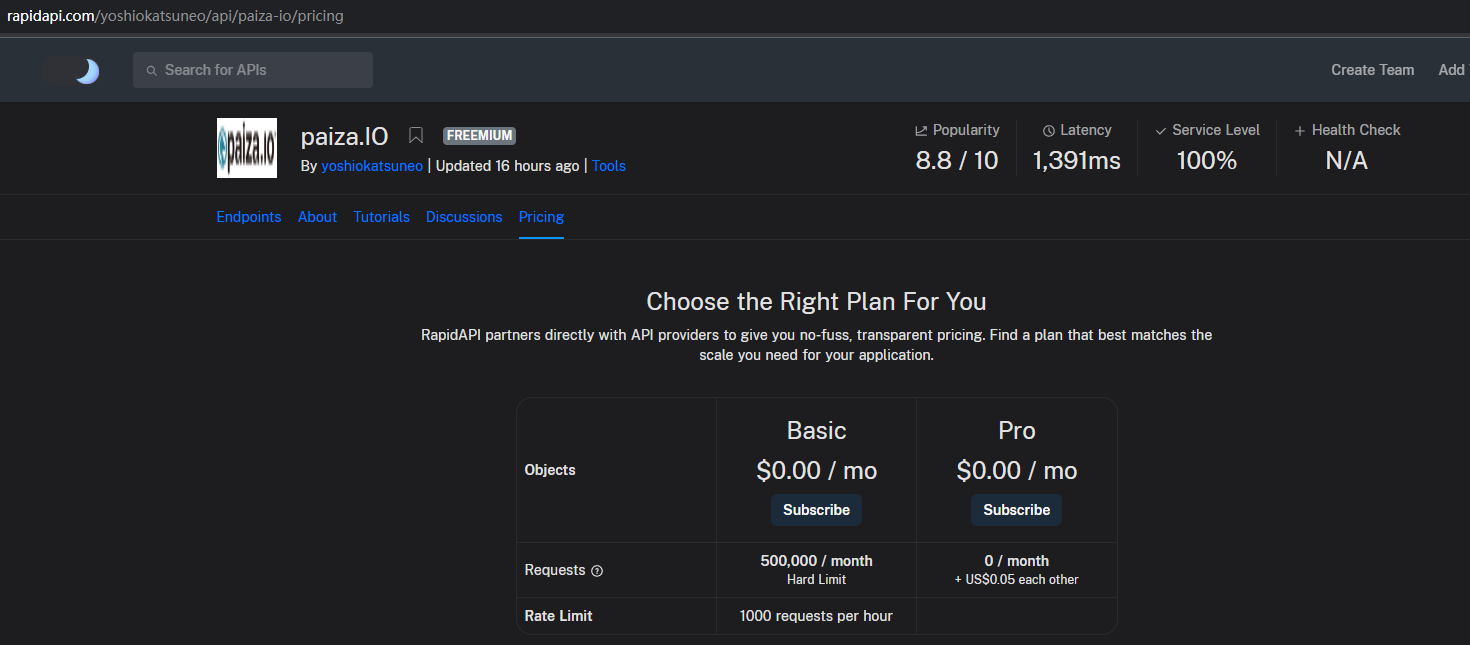 rapidapi.com/yoshiokatsuneo/api/paiza-io/pricing
Search for APIs
Create Team Add
paiza.IO
paiza.IO FREEMIUM
By yoshiokatsuneo | Updated 16 hours ago | Tools
Popularity Latency Service Level Health Check
8.8 / 10 1,391ms 100% N/A
Endpoints About Tutorials Discussions Pricing
Choose the Right Plan For You
RapidAPI partners directly with API providers to give you no-fuss, transparent pricing. Find a plan that best matches the
scale you need for your application.
Basic Pro
Objects $0.00 / mo $0.00 / mo
Subscribe Subscribe
Requests 500,000 / month 0 / month
Hard Limit + US$0.05 each other
Rate Limit 1000 requests per hour